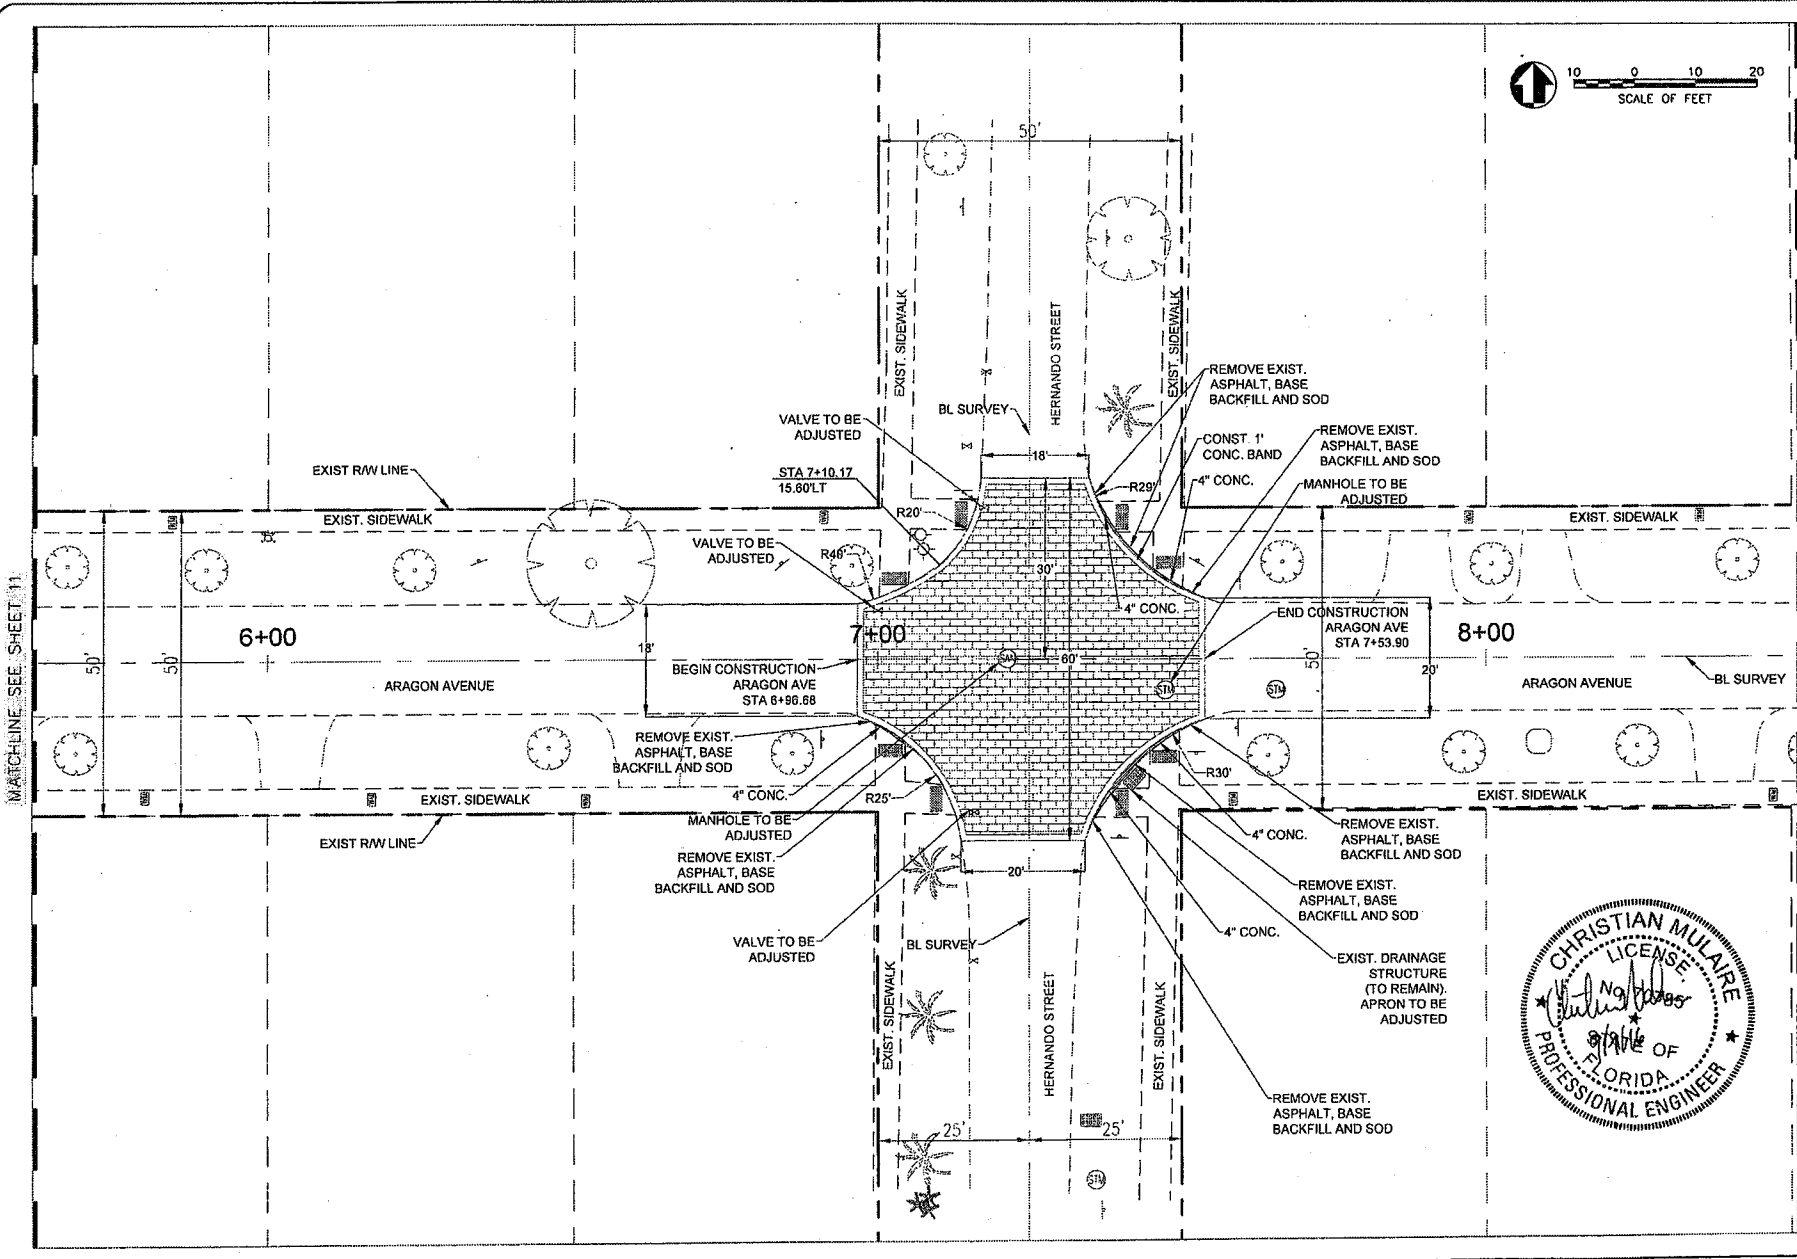 10 0 10 20
SCALE OF FEET
50'
EXIST. SIDEWALK
HERNANDO STREET
EXIST. SIDEWALK
REMOVE EXIST.
ASPHALT, BASE
BACKFILL AND SOD
BL SURVEY
VALVE TO BE
ADJUSTED
CONST. 1'
CONC. BAND
REMOVE EXIST.
ASPHALT, BASE
BACKFILL AND SOD
EXIST R/W LINE
STA 7+10.17
15.60'LT
18'
R29'
4" CONC.
MANHOLE TO BE
ADJUSTED
EXIST. SIDEWALK
R20'
EXIST. SIDEWALK
VALVE TO BE
ADJUSTED
R40'
30'
4" CONC.
END CONSTRUCTION
ARAGON AVE
STA 7+53.90
MATCHLINE SEE SHEET 11
50'
50'
6+00
18'
7+00
8+00
BEGIN CONSTRUCTION
ARAGON AVE
STA 6+96.68
SAN
60'
50'
20'
ARAGON AVENUE
STM
STM
ARAGON AVENUE
BL SURVEY
REMOVE EXIST.
ASPHALT, BASE
BACKFILL AND SOD
R30'
EXIST. SIDEWALK
4" CONC.
R25'
EXIST. SIDEWALK
MANHOLE TO BE
ADJUSTED
4" CONC.
REMOVE EXIST.
ASPHALT, BASE
BACKFILL AND SOD
EXIST R/W LINE
REMOVE EXIST.
ASPHALT, BASE
BACKFILL AND SOD
20'
REMOVE EXIST.
ASPHALT, BASE
BACKFILL AND SOD
4" CONC.
VALVE TO BE
ADJUSTED
BL SURVEY
EXIST. DRAINAGE
STRUCTURE
(TO REMAIN).
APRON TO BE
ADJUSTED
EXIST. SIDEWALK
HERNANDO STREET
EXIST. SIDEWALK
REMOVE EXIST.
ASPHALT, BASE
BACKFILL AND SOD
25'
25'
STM
CHRISTIAN MULAIRE
LICENSE
No
OF
FLORIDA
PROFESSIONAL ENGINEER